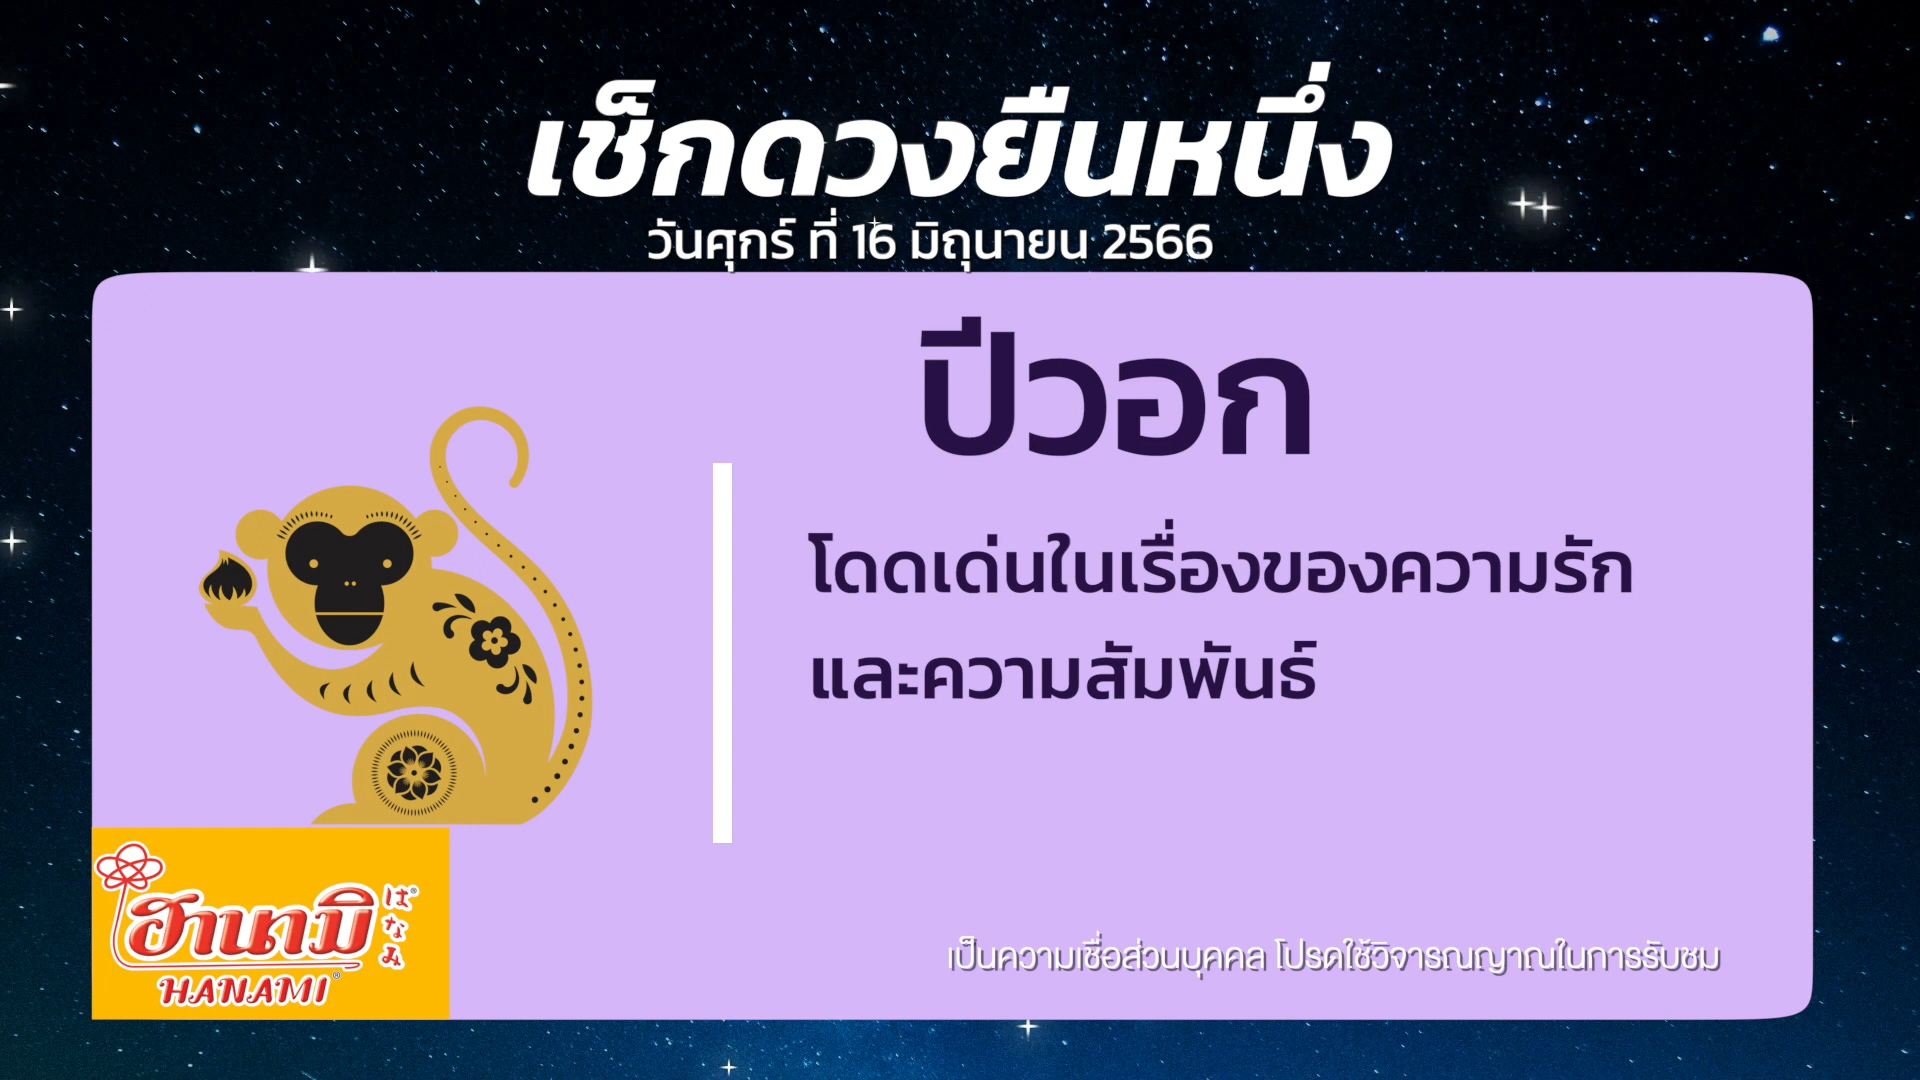 เช็กดวงยืนหนึ่ง
วันศุกร์ ที่ 16 มิถุนายน 2566
ปีวอก
โดดเด่นในเรื่องของความรัก
และความสัมพันธ์
ฮานามิ
はなみ
HANAMI
เป็นความเชื่อส่วนบุคคล โปรดใช้วิจารณญาณในการรับชม